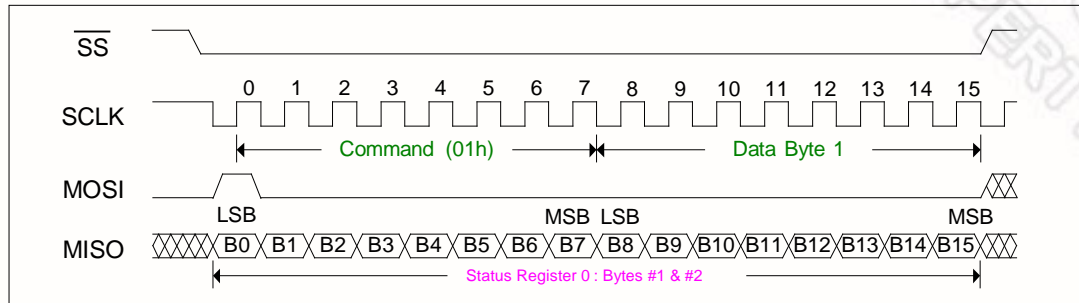 SS
0 1 2 3 4 5 6 7 8 9 10 11 12 13 14 15
SCLK
Command (01h) Data Byte 1
MOSI
LSB MSB LSB MSB
MISO B0 B1 B2 B3 B4 B5 B6 B7 B8 B9 B10 B11 B12 B13 B14 B15
Status Register 0 : Bytes #1 & #2